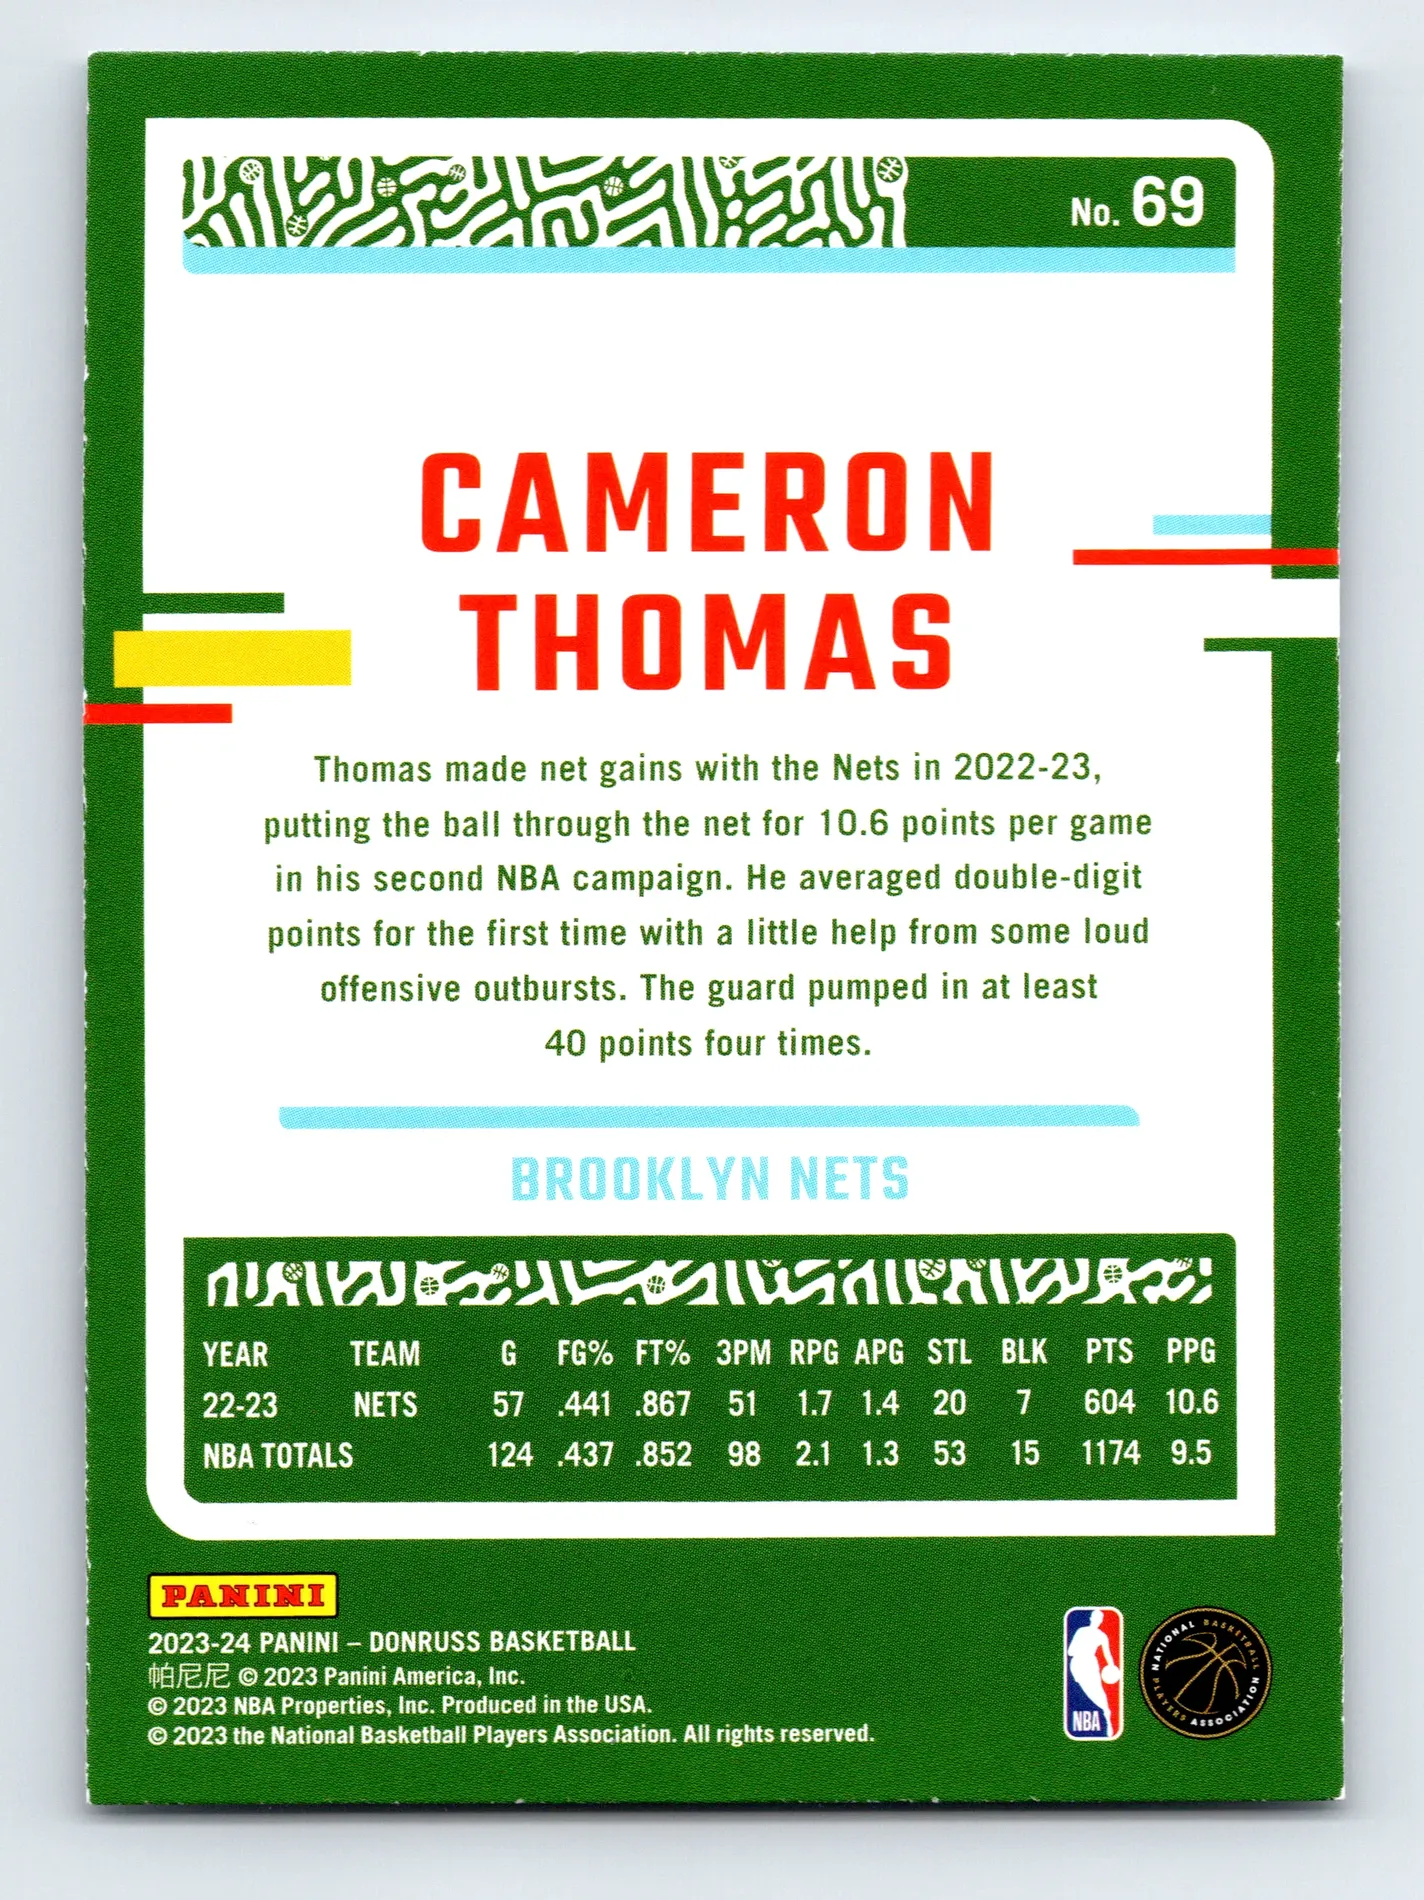 No. 69
CAMERON
THOMAS
Thomas made net gains with the Nets in 2022-23,
putting the ball through the net for 10.6 points per game
in his second NBA campaign. He averaged double-digit
points for the first time with a little help from some loud
offensive outbursts. The guard pumped in at least
40 points four times.
BROOKLYN NETS
YEAR TEAM G FG% FT% 3PM RPG APG STL BLK PTS PPG
22-23 NETS 57 .441 .867 51 1.7 1.4 20 7 604 10.6
NBA TOTALS 124 .437 .852 98 2.1 1.3 53 15 1174 9.5
PANINI
2023-24 PANINI – DONRUSS BASKETBALL
帕尼尼 © 2023 Panini America, Inc.
© 2023 NBA Properties, Inc. Produced in the USA.
© 2023 the National Basketball Players Association. All rights reserved.
NBA
NATIONAL BASKETBALL
PLAYERS ASSOCIATION